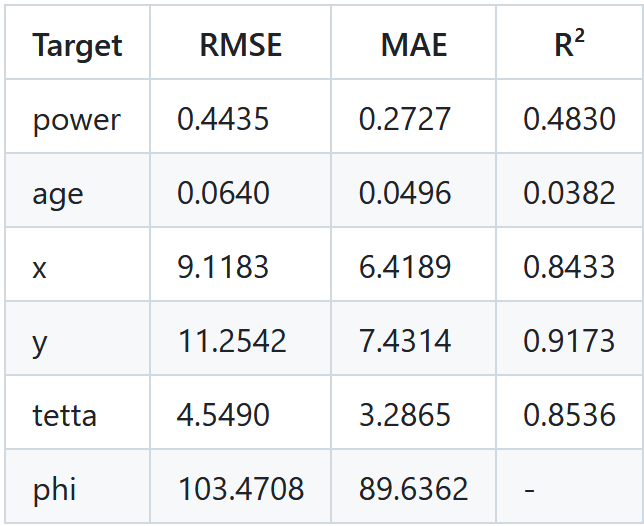 Target RMSE MAE R²
power 0.4435 0.2727 0.4830
age 0.0640 0.0496 0.0382
x 9.1183 6.4189 0.8433
y 11.2542 7.4314 0.9173
tetta 4.5490 3.2865 0.8536
phi 103.4708 89.6362 -